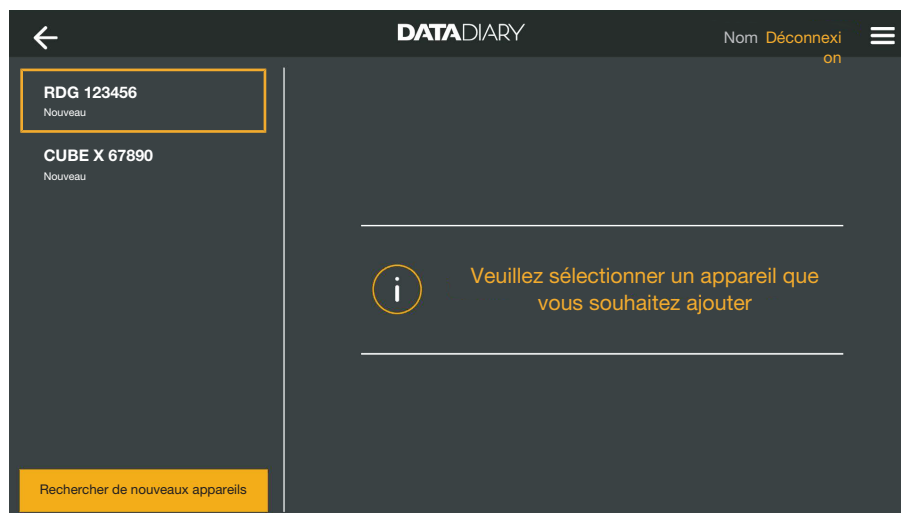 DATADIARY
Nom Déconnexi
on
RDG 123456
Nouveau
CUBE X 67890
Nouveau
i
Veuillez sélectionner un appareil que
vous souhaitez ajouter
Rechercher de nouveaux appareils